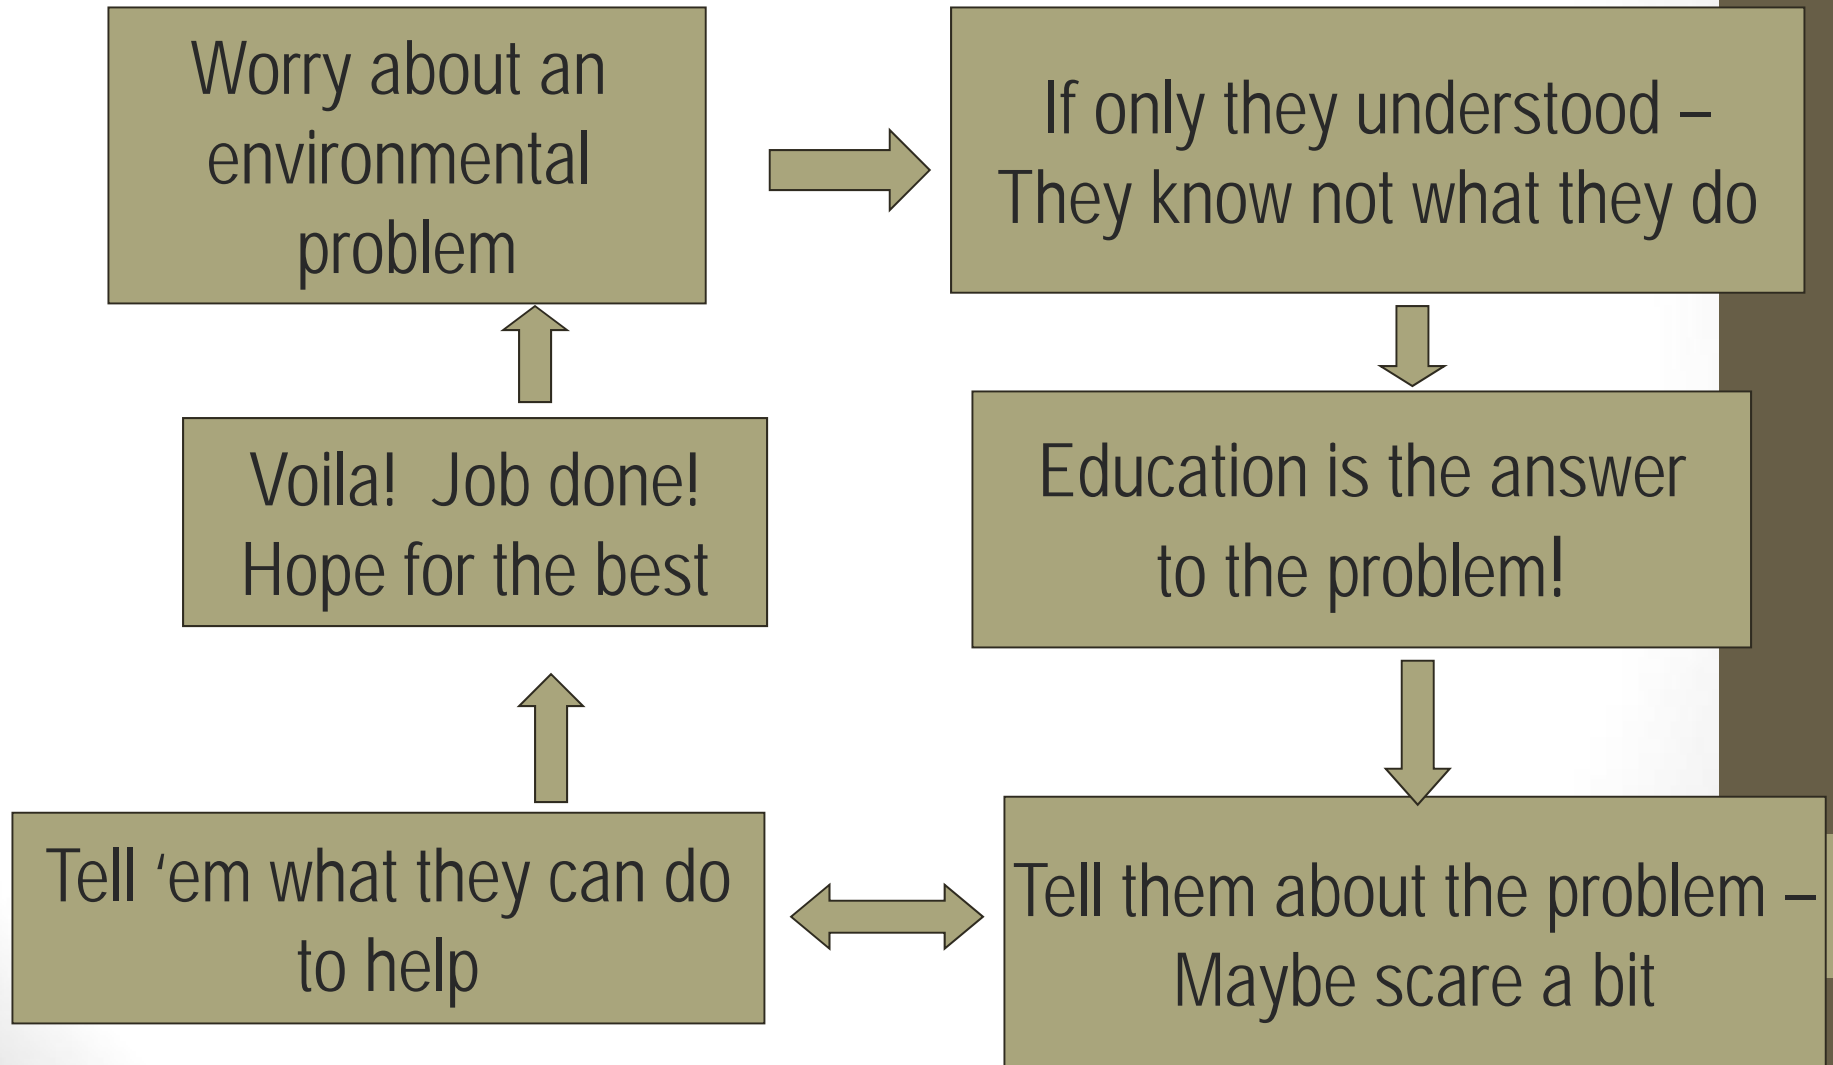 Worry about an
environmental
problem
If only they understood –
They know not what they do
Education is the answer
to the problem!
Tell them about the problem –
Maybe scare a bit
Tell ‘em what they can do
to help
Voila!  Job done!
Hope for the best